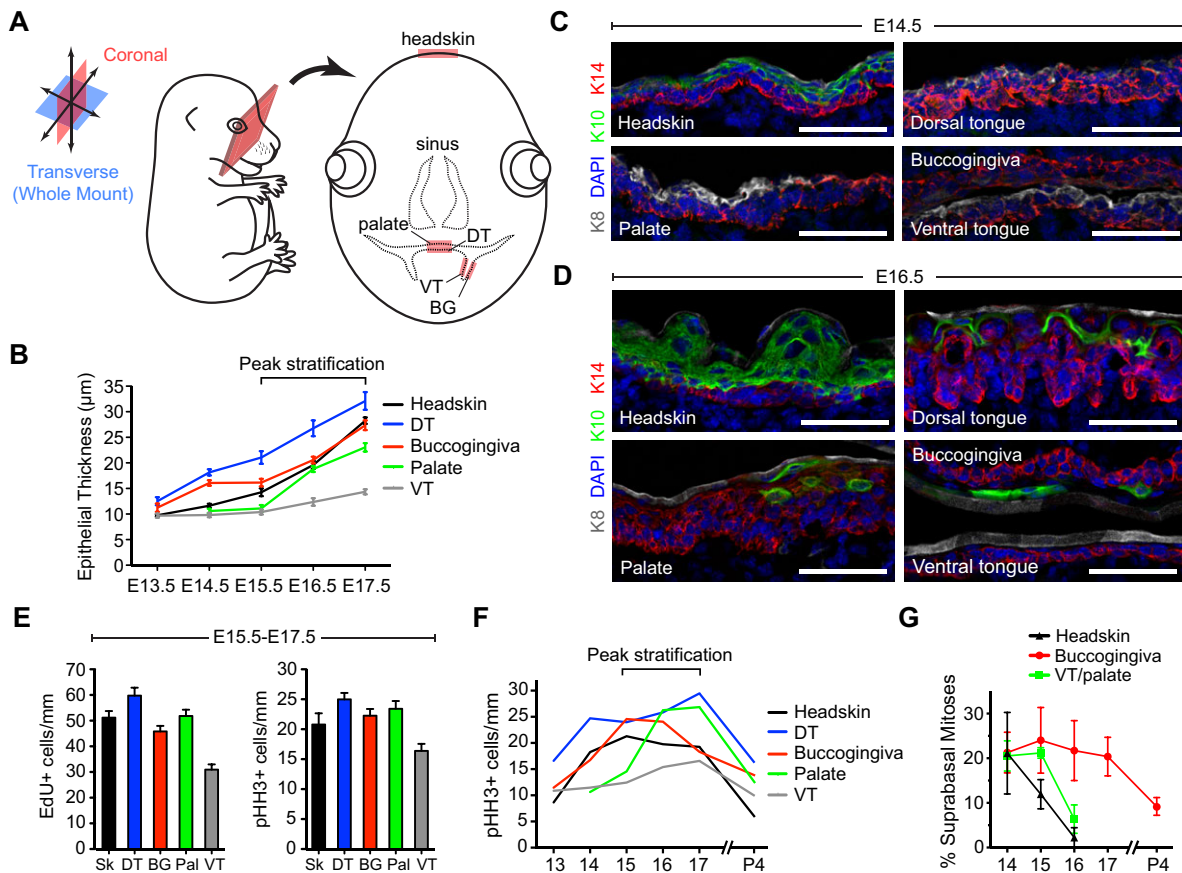 A
Coronal
Transverse
(Whole Mount)
headskin
sinus
palate
DT
VT
BG
B
Peak stratification
Epithelial Thickness (µm)
35
30
25
20
15
10
5
0
E13.5 E14.5 E15.5 E16.5 E17.5
Headskin
DT
Buccogingiva
Palate
VT
C
E14.5
K8 DAPI K10 K14
Headskin
Dorsal tongue
Palate
Buccogingiva
Ventral tongue
D
E16.5
K8 DAPI K10 K14
Headskin
Dorsal tongue
Palate
Buccogingiva
Ventral tongue
E
E15.5-E17.5
EdU+ cells/mm
70
60
50
40
30
20
10
0
Sk DT BG Pal VT
pHH3+ cells/mm
35
30
25
20
15
10
5
0
Sk DT BG Pal VT
F
Peak stratification
pHH3+ cells/mm
30
25
20
15
10
5
0
13 14 15 16 17 P4
Headskin
DT
Buccogingiva
Palate
VT
G
Headskin
Buccogingiva
VT/palate
% Suprabasal Mitoses
40
30
20
10
0
14 15 16 17 P4